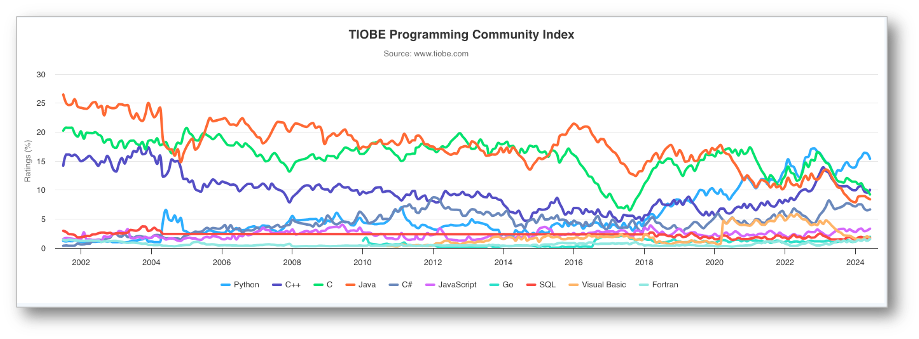 TIOBE Programming Community Index
Source: www.tiobe.com
Ratings (%)
30
25
20
15
10
5
0
2002 2004 2006 2008 2010 2012 2014 2016 2018 2020 2022 2024
Python C++ C Java C# JavaScript Go SQL Visual Basic Fortran